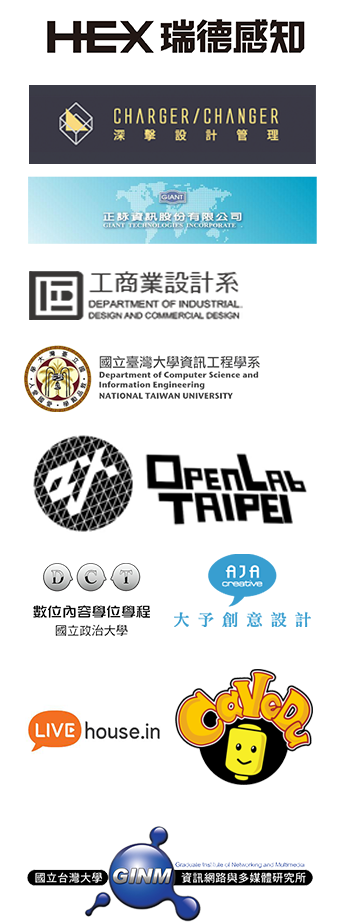 HEX 瑞德感知
CHARGER/CHANGER
深擊設計管理
GIANT
正詠資訊股份有限公司
GIANT TECHNOLOGIES INCORPORATE
工商業設計系
DEPARTMENT OF INDUSTRIAL
DESIGN AND COMMERCIAL DESIGN
國立臺灣大學資訊工程學系
Department of Computer Science and
Information Engineering
NATIONAL TAIWAN UNIVERSITY
OPENLAB
TAIPEI
D C T
數位內容學位學程
國立政治大學
AJA
creative
大予創意設計
LIVE house.in
CAVEDU
Graduate Institute of Networking and Multimedia
國立台灣大學 GINM 資訊網路與多媒體研究所